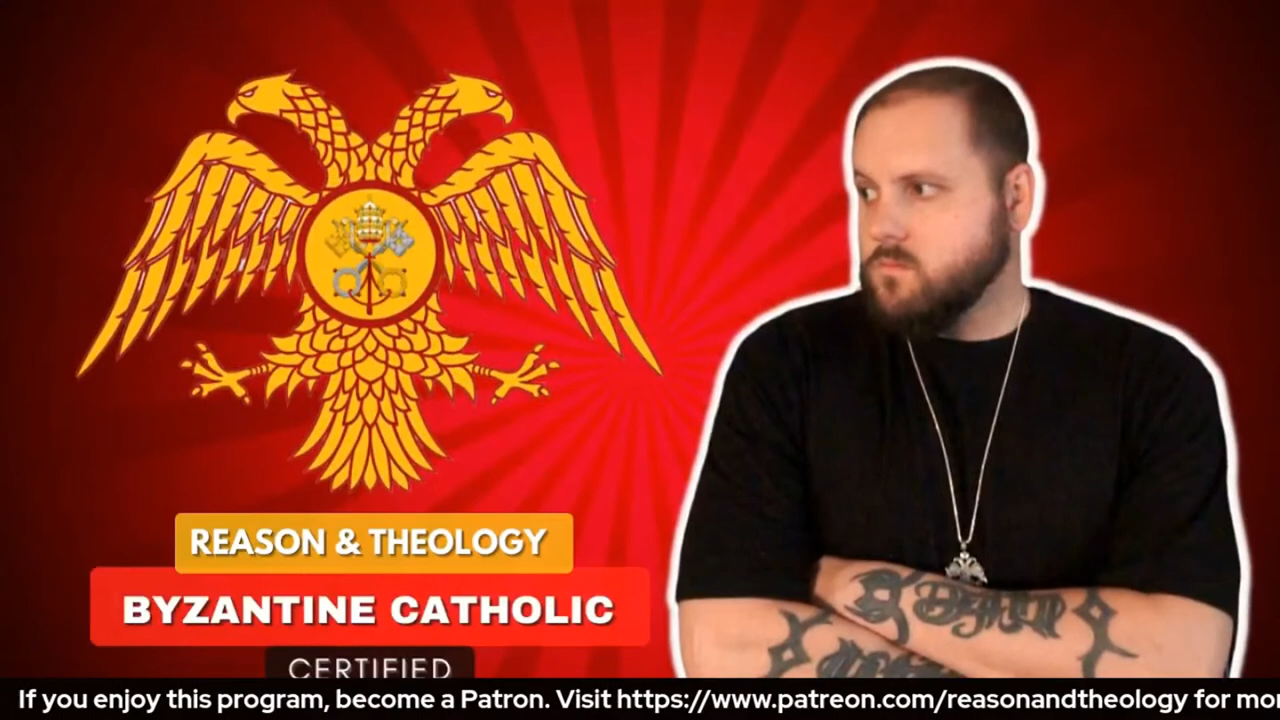 REASON & THEOLOGY
BYZANTINE CATHOLIC
CERTIFIED
If you enjoy this program, become a Patron. Visit https://www.patreon.com/reasonandtheology for